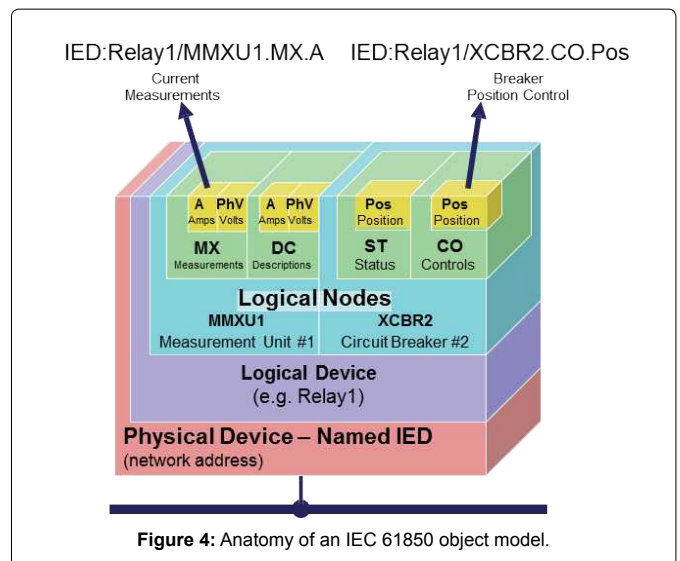 IED:Relay1/MMXU1.MX.A
IED:Relay1/XCBR2.CO.Pos
Current
Measurements
Breaker
Position Control
A PhV
Amps Volts
A PhV
Amps Volts
Pos
Position
Pos
Position
MX
Measurements
DC
Descriptions
ST
Status
CO
Controls
Logical Nodes
MMXU1
Measurement Unit #1
XCBR2
Circuit Breaker #2
Logical Device
(e.g. Relay1)
Physical Device – Named IED
(network address)
Figure 4: Anatomy of an IEC 61850 object model.